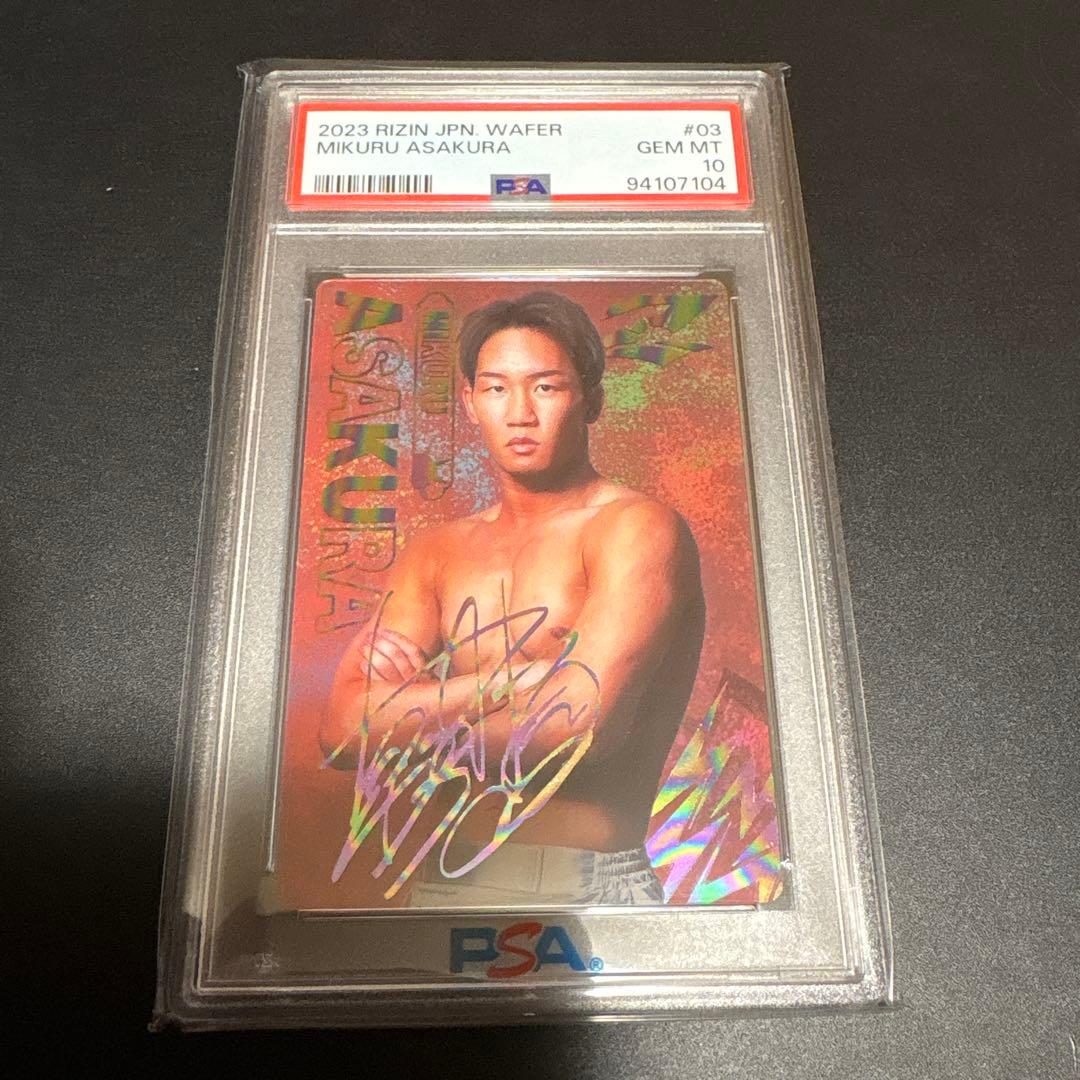 2023 RIZIN JPN. WAFER #03
MIKURU ASAKURA GEM MT
10
PSA 94107104
MIKURU
ASAKURA
PSA®